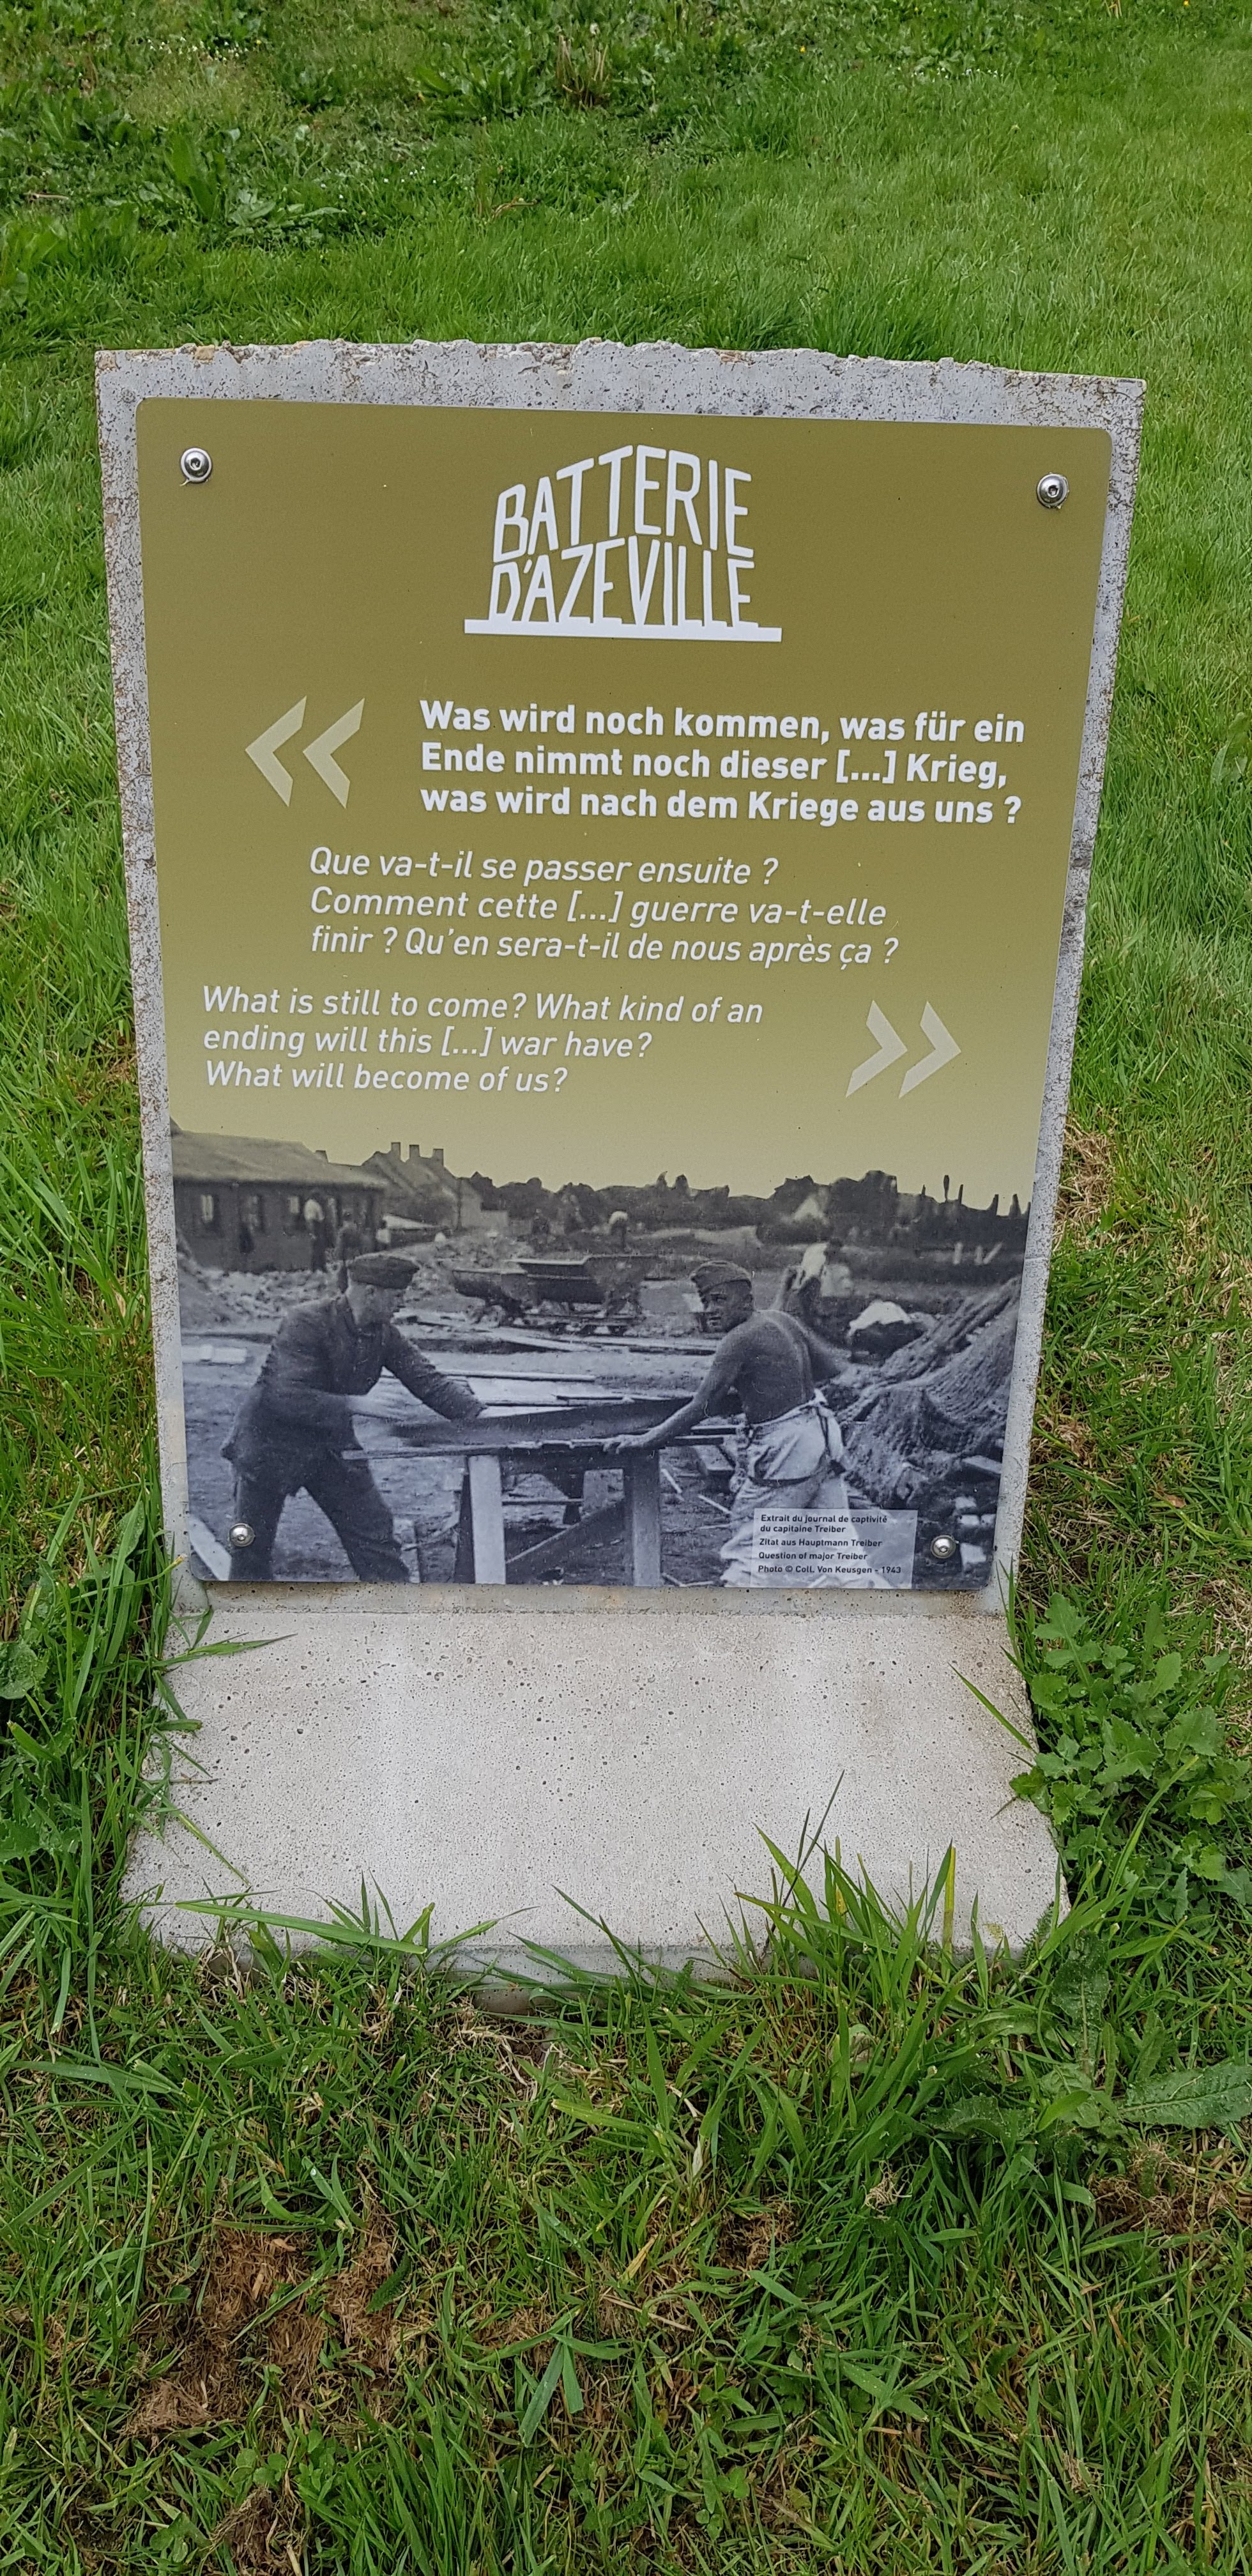 BATTERIE
D'AZEVILLE
Was wird noch kommen, was für ein
Ende nimmt noch dieser [...] Krieg,
was wird nach dem Kriege aus uns ?
Que va-t-il se passer ensuite ?
Comment cette [...] guerre va-t-elle
finir ? Qu'en sera-t-il de nous après ça ?
What is still to come? What kind of an
ending will this [...] war have?
What will become of us?
Extrait du journal de captivité
du capitaine Treiber
Zitat aus Hauptmann Treiber
Question of major Treiber
Photo © Coll. Von Keusgen - 1943